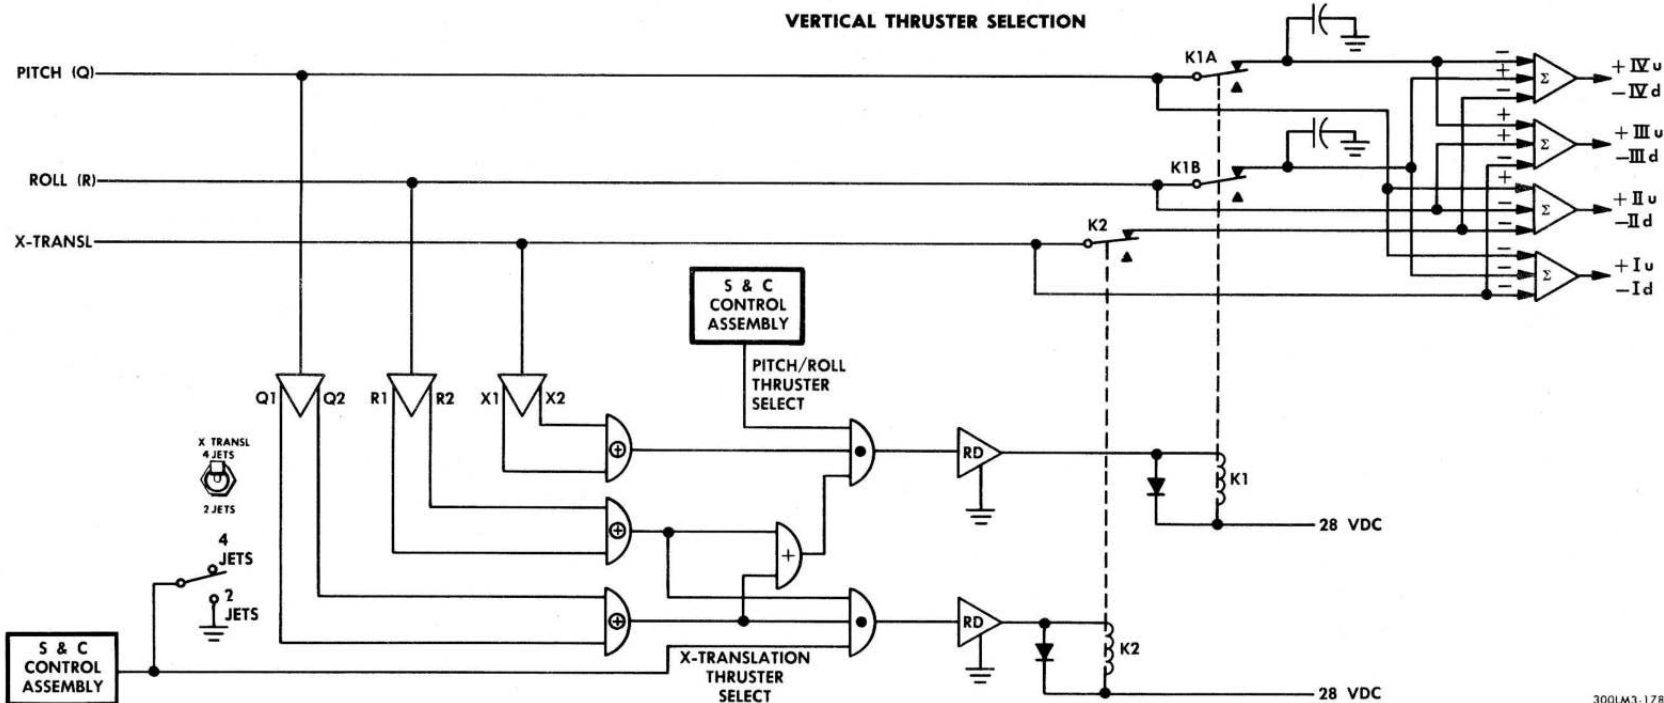 VERTICAL THRUSTER SELECTION
PITCH (Q)
K1A
−
+
−
Σ
+ IV u
− IV d
+
+
−
Σ
+ III u
− III d
ROLL (R)
K1B
+
−
−
Σ
+ II u
− II d
X-TRANSL
K2
−
−
−
Σ
+ I u
− I d
S & C
CONTROL
ASSEMBLY
PITCH/ROLL
THRUSTER
SELECT
Q1
Q2
R1
R2
X1
X2
X TRANSL
4 JETS
2 JETS
+
•
RD
K1
28 VDC
+
+
4
JETS
2
JETS
+
•
RD
K2
28 VDC
S & C
CONTROL
ASSEMBLY
X-TRANSLATION
THRUSTER
SELECT
300LM3-178